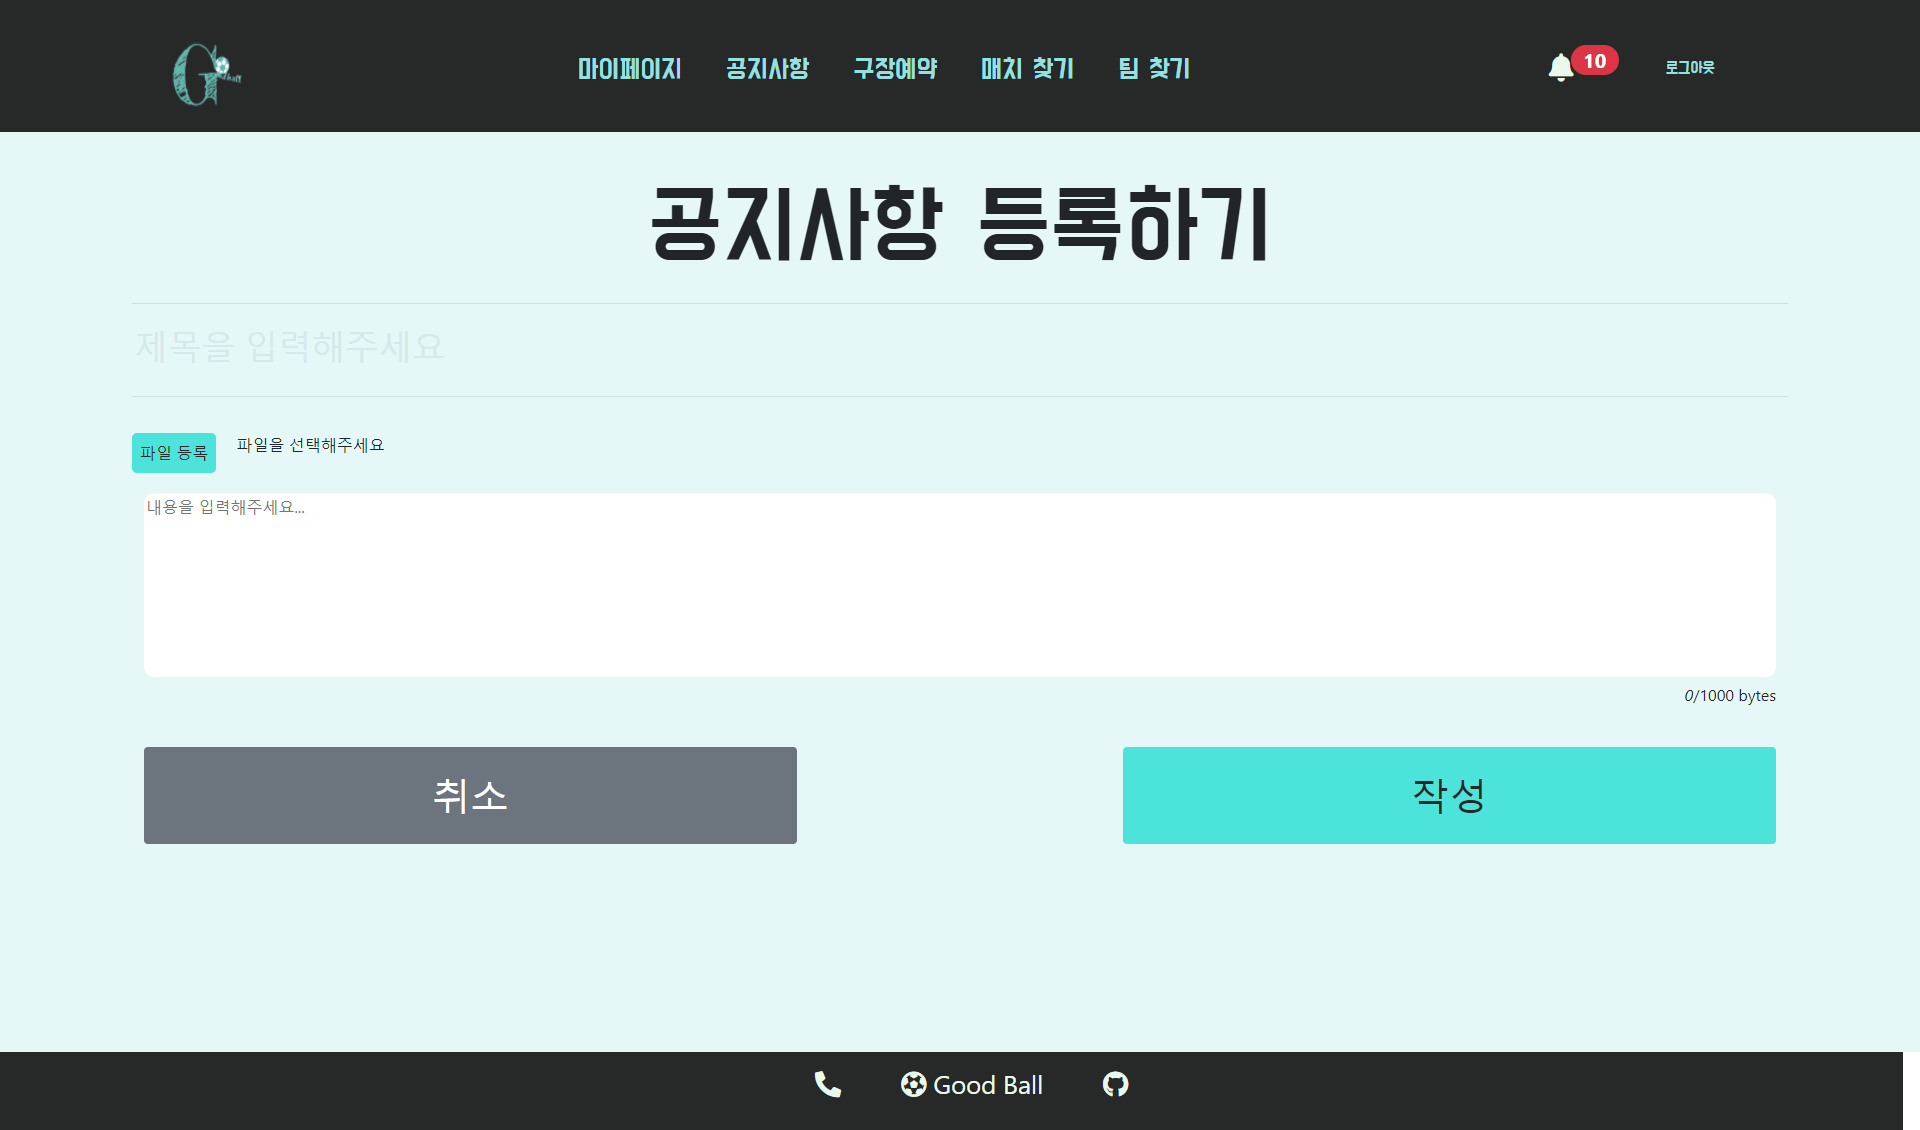 마이페이지 공지사항 구장예약 매치 찾기 팀 찾기 10 로그아웃
공지사항 등록하기
제목을 입력해주세요
파일 등록 파일을 선택해주세요
내용을 입력해주세요...
0/1000 bytes
취소 작성
Good Ball